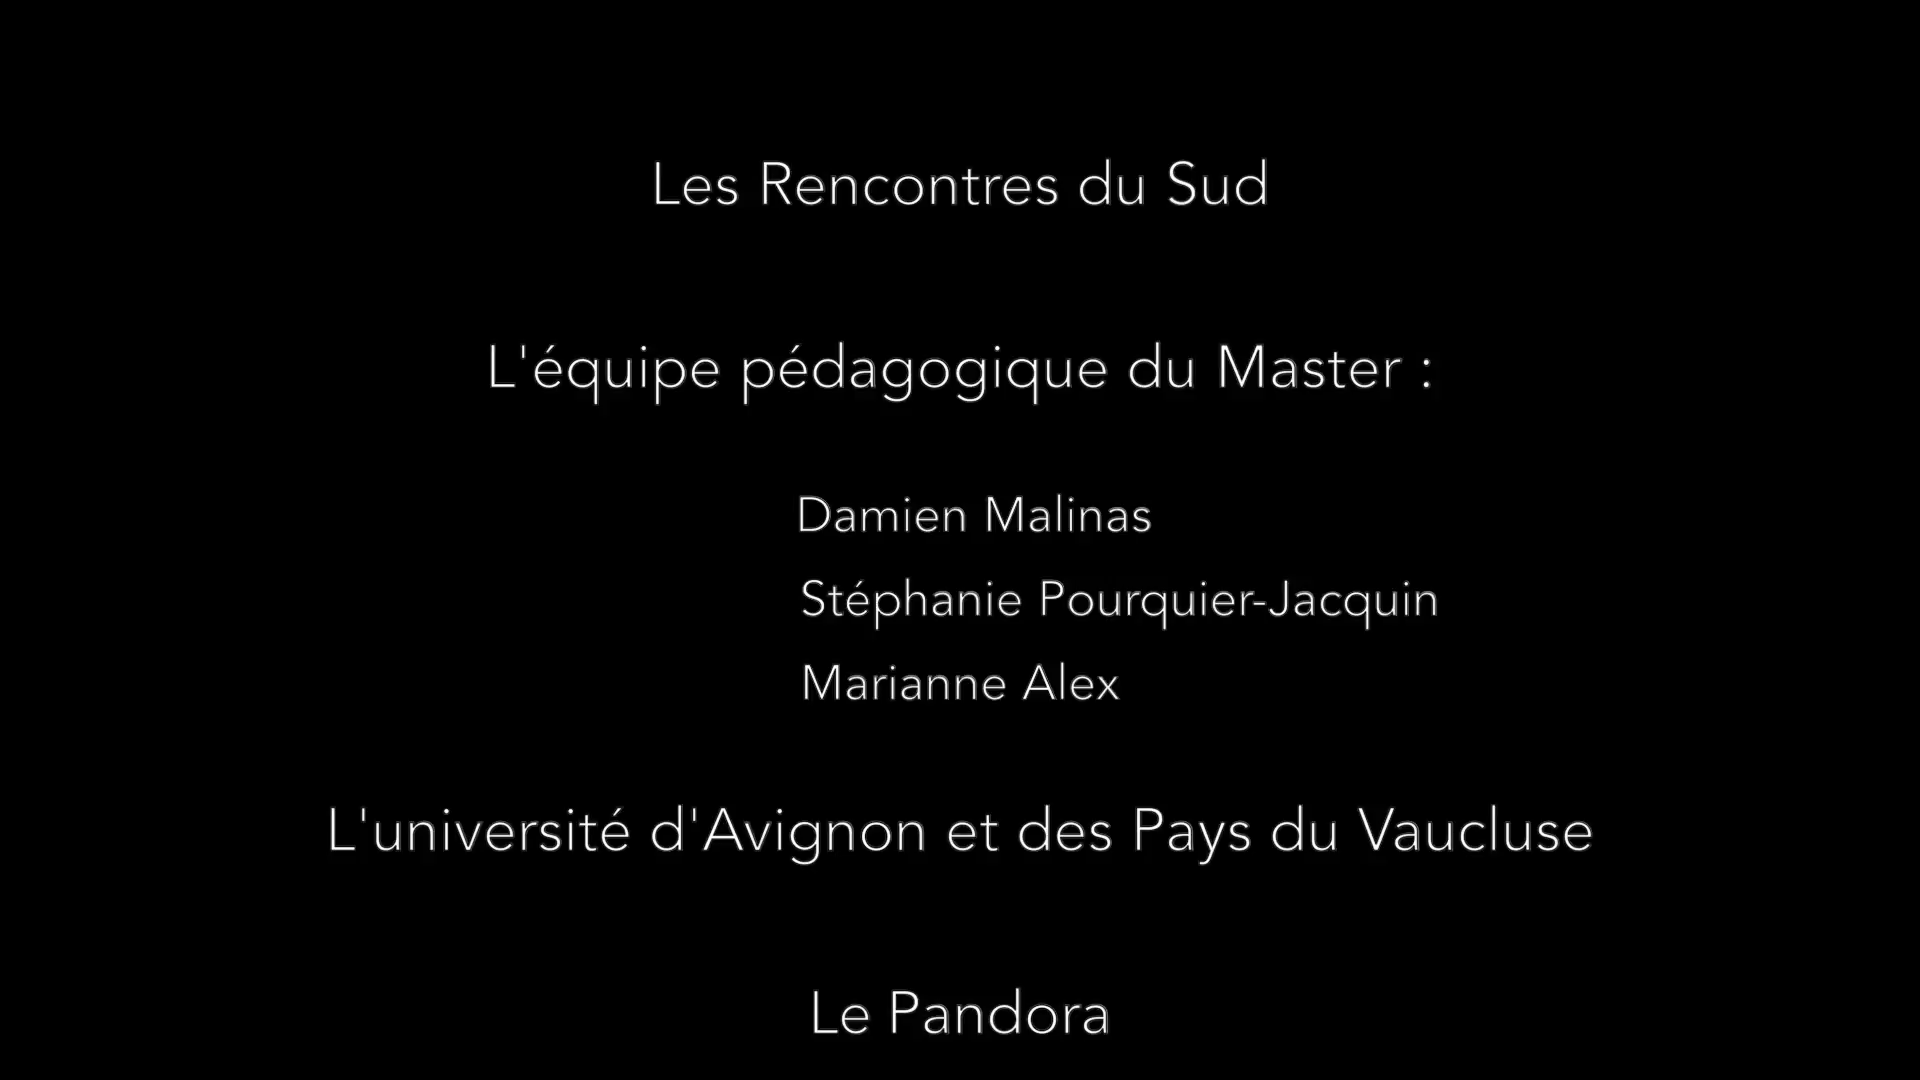 Les Rencontres du Sud
L'équipe pédagogique du Master :
Damien Malinas
Stéphanie Pourquier-Jacquin
Marianne Alex
L'université d'Avignon et des Pays du Vaucluse
Le Pandora